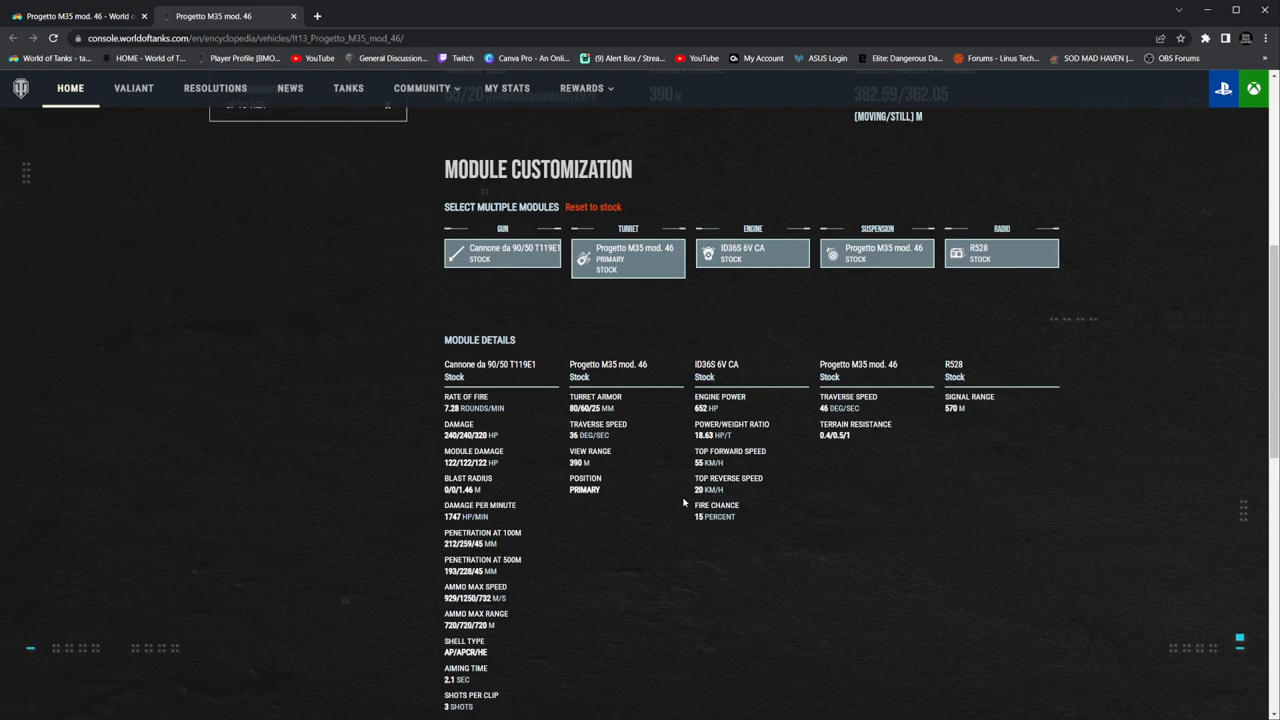 Progetto M35 mod. 46 - World o
Progetto M35 mod. 46
console.worldoftanks.com/en/encyclopedia/vehicles/It13_Progetto_M35_mod_46/
World of Tanks - ta...
HOME - World of T...
Player Profile [BMO...
YouTube
General Discussion...
Twitch
Canva Pro - An Onli...
(9) Alert Box / Strea...
YouTube
My Account
ASUS Login
Elite: Dangerous Da...
Forums - Linus Tech...
SOD MAD HAVEN |...
OBS Forums
»
HOME
VALIANT
RESOLUTIONS
NEWS
TANKS
COMMUNITY
MY STATS
REWARDS
55/20 (FORWARD/BACKWARD) KM/H
390 M
382.59/362.05
(MOVING/STILL) M
MODULE CUSTOMIZATION
SELECT MULTIPLE MODULES Reset to stock
GUN
TURRET
ENGINE
SUSPENSION
RADIO
Cannone da 90/50 T119E1
STOCK
Progetto M35 mod. 46
PRIMARY
STOCK
ID36S 6V CA
STOCK
Progetto M35 mod. 46
STOCK
R528
STOCK
MODULE DETAILS
Cannone da 90/50 T119E1
Stock
RATE OF FIRE
7.28 ROUNDS/MIN
DAMAGE
240/240/320 HP
MODULE DAMAGE
122/122/122 HP
BLAST RADIUS
0/0/1.46 M
DAMAGE PER MINUTE
1747 HP/MIN
PENETRATION AT 100M
212/259/45 MM
PENETRATION AT 500M
193/228/45 MM
AMMO MAX SPEED
929/1250/732 M/S
AMMO MAX RANGE
720/720/720 M
SHELL TYPE
AP/APCR/HE
AIMING TIME
2.1 SEC
SHOTS PER CLIP
3 SHOTS
Progetto M35 mod. 46
Stock
TURRET ARMOR
80/60/25 MM
TRAVERSE SPEED
36 DEG/SEC
VIEW RANGE
390 M
POSITION
PRIMARY
ID36S 6V CA
Stock
ENGINE POWER
652 HP
POWER/WEIGHT RATIO
18.63 HP/T
TOP FORWARD SPEED
55 KM/H
TOP REVERSE SPEED
20 KM/H
FIRE CHANCE
15 PERCENT
Progetto M35 mod. 46
Stock
TRAVERSE SPEED
46 DEG/SEC
TERRAIN RESISTANCE
0.4/0.5/1
R528
Stock
SIGNAL RANGE
570 M